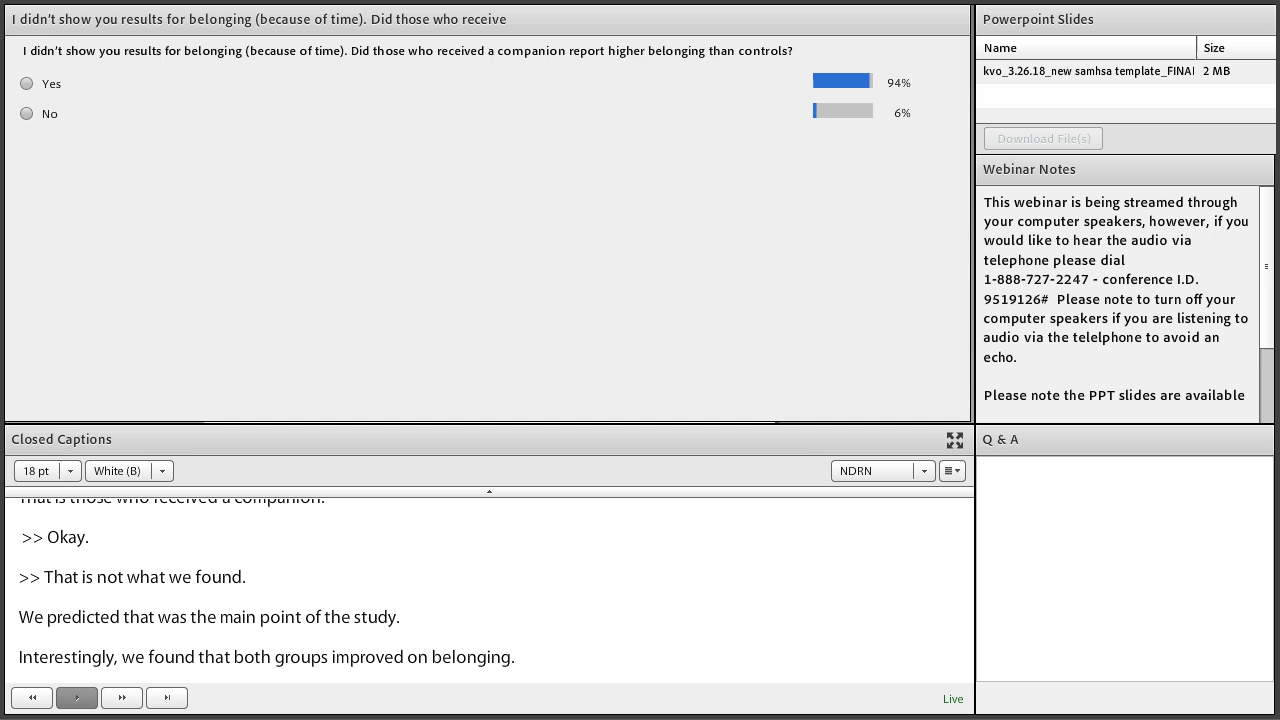 I didn't show you results for belonging (because of time). Did those who receive
I didn't show you results for belonging (because of time). Did those who received a companion report higher belonging than controls?
Yes 94%
No 6%
Powerpoint Slides
Name Size
kvo_3.26.18_new samhsa template_FINAI 2 MB
Download File(s)
Webinar Notes
This webinar is being streamed through
your computer speakers, however, if you
would like to hear the audio via
telephone please dial
1-888-727-2247 - conference I.D.
9519126#  Please note to turn off your
computer speakers if you are listening to
audio via the telelphone to avoid an
echo.
Please note the PPT slides are available
Closed Captions
18 pt White (B) NDRN
That is those who received a companion.
>> Okay.
>> That is not what we found.
We predicted that was the main point of the study.
Interestingly, we found that both groups improved on belonging.
Live
Q & A